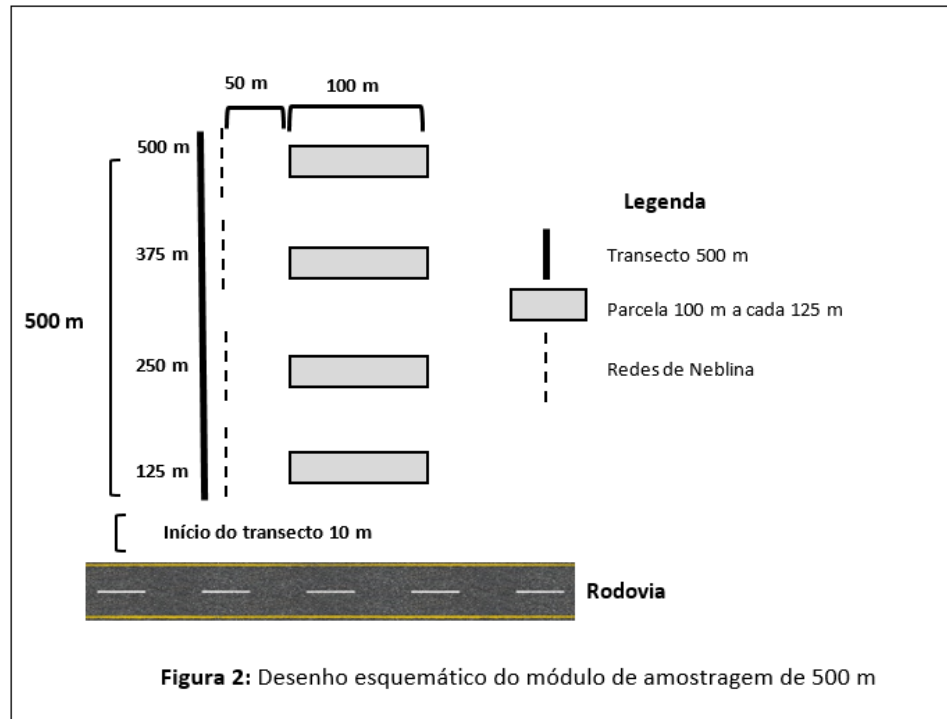 50 m
100 m
500 m
Legenda
375 m
Transecto 500 m
500 m
Parcela 100 m a cada 125 m
250 m
Redes de Neblina
125 m
Início do transecto 10 m
Rodovia
Figura 2: Desenho esquemático do módulo de amostragem de 500 m